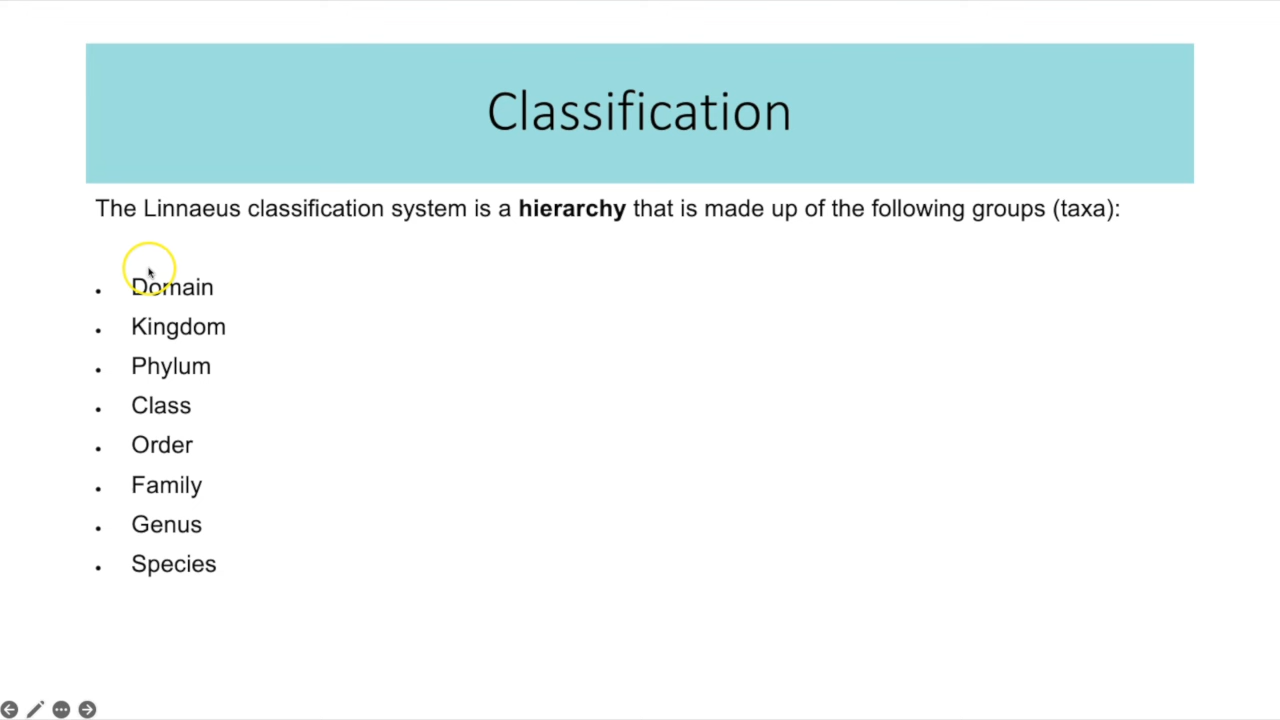 Classification
The Linnaeus classification system is a hierarchy that is made up of the following groups (taxa):
• Domain
• Kingdom
• Phylum
• Class
• Order
• Family
• Genus
• Species